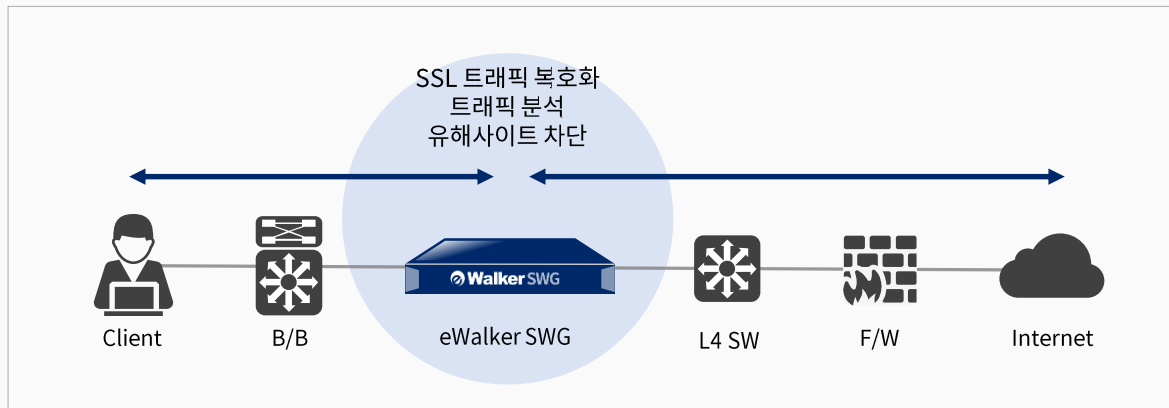 SSL 트래픽 복호화
트래픽 분석
유해사이트 차단
eWalker SWG
Client
B/B
eWalker SWG
L4 SW
F/W
Internet